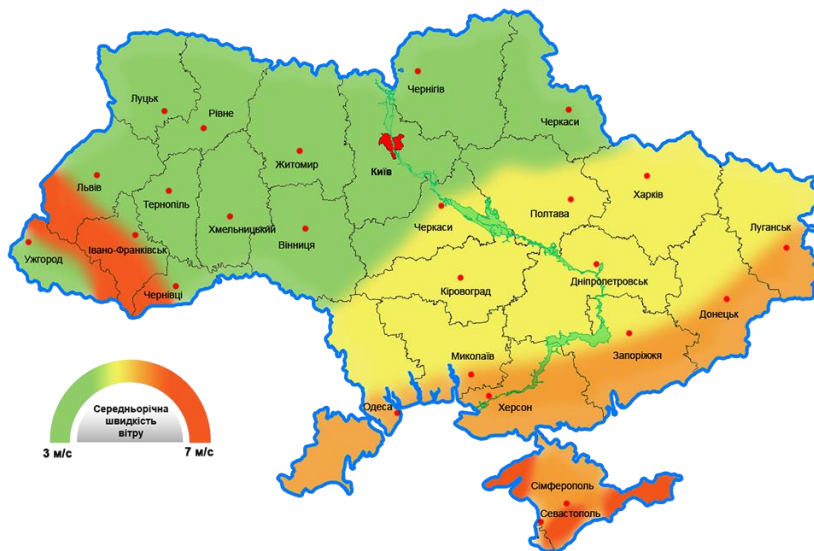 Чернігів
Луцьк
Рівне
Черкаси
Житомир
Київ
Львів
Тернопіль
Харків
Полтава
Хмельницький
Вінниця
Черкаси
Луганськ
Івано-Франківськ
Ужгород
Чернівці
Кіровоград
Дніпропетровськ
Донецьк
Миколаїв
Запоріжжя
Одеса
Херсон
Середньорічна
швидкість
вітру
3 м/с
7 м/с
Сімферополь
Севастополь